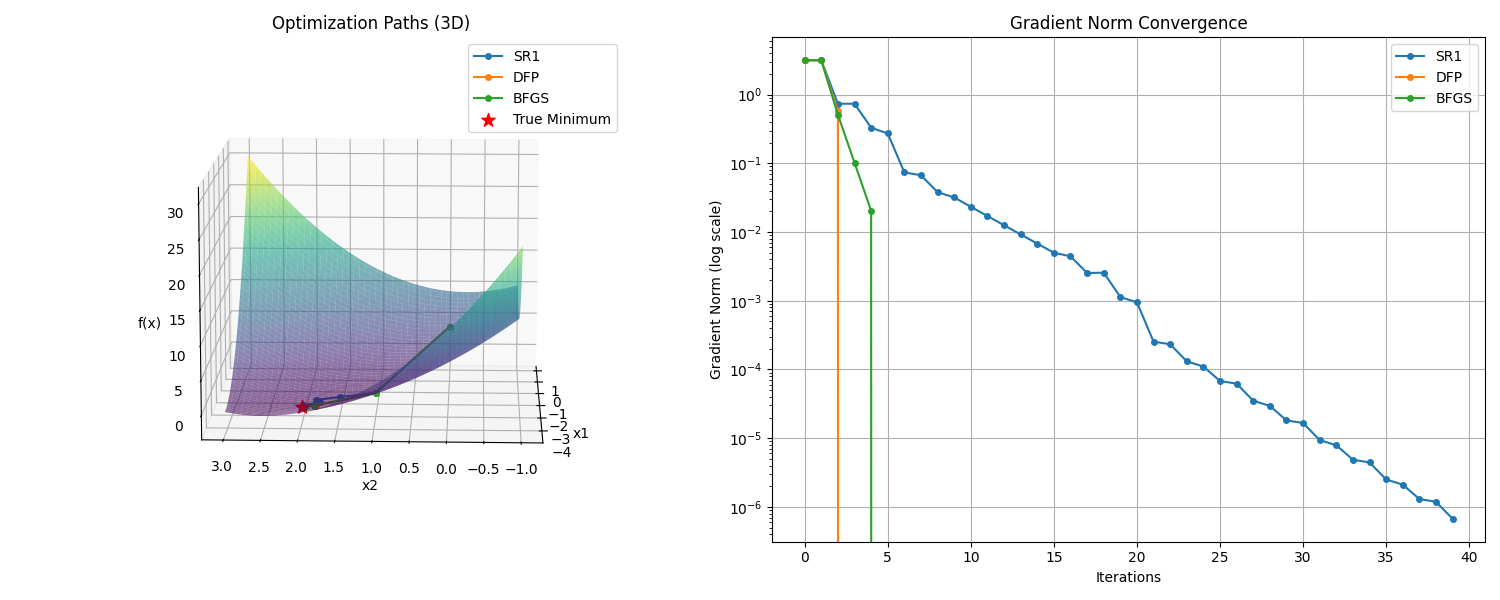 Optimization Paths (3D)
SR1
DFP
BFGS
True Minimum
f(x)
30
25
20
15
10
5
0
3.0 2.5 2.0 1.5 1.0 0.5 0.0 −0.5 −1.0
x2
1
0
−1
−2
−3
−4
x1
Gradient Norm Convergence
SR1
DFP
BFGS
Gradient Norm (log scale)
10⁰
10⁻¹
10⁻²
10⁻³
10⁻⁴
10⁻⁵
10⁻⁶
0 5 10 15 20 25 30 35 40
Iterations